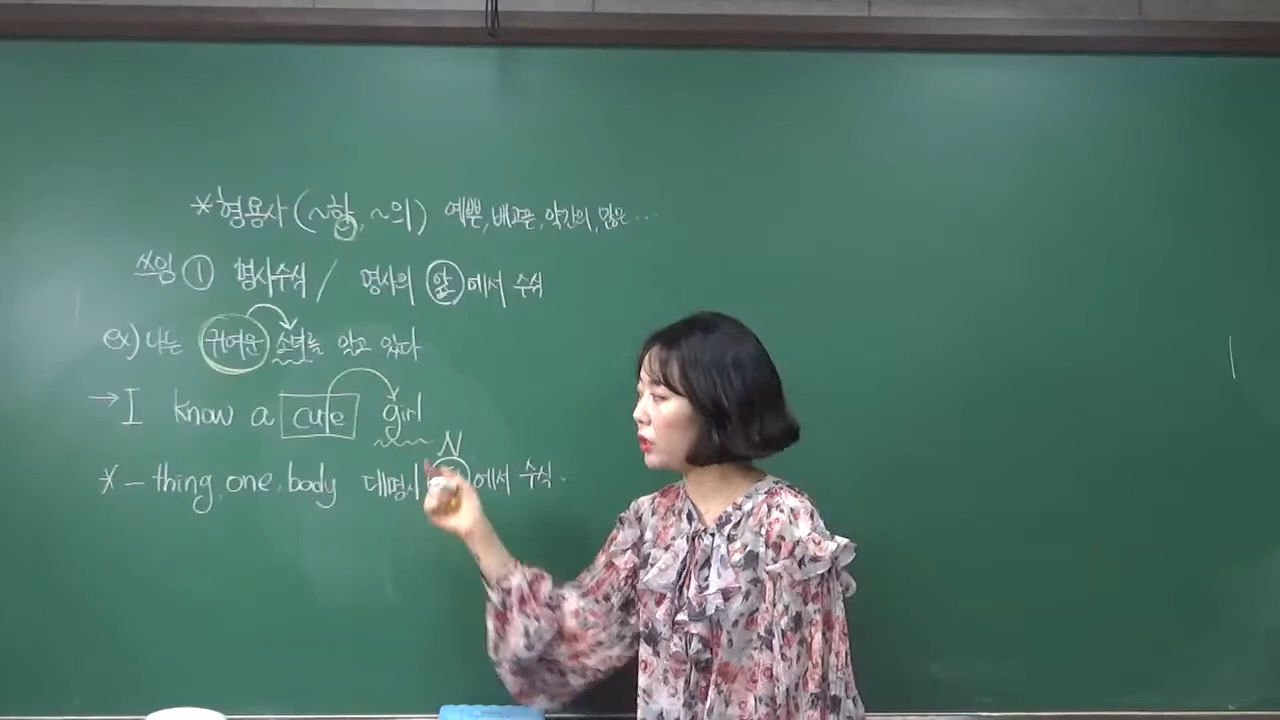 *형용사(~한, ~의) 예쁜, 배고픈, 약간의, 많은...
쓰임 ① 명사수식 / 명사의 앞에서 수식
ex) 나는 귀여운 소녀를 알고 있다
→ I know a cute girl
N
* -thing, one, body 대명사 에서 수식.